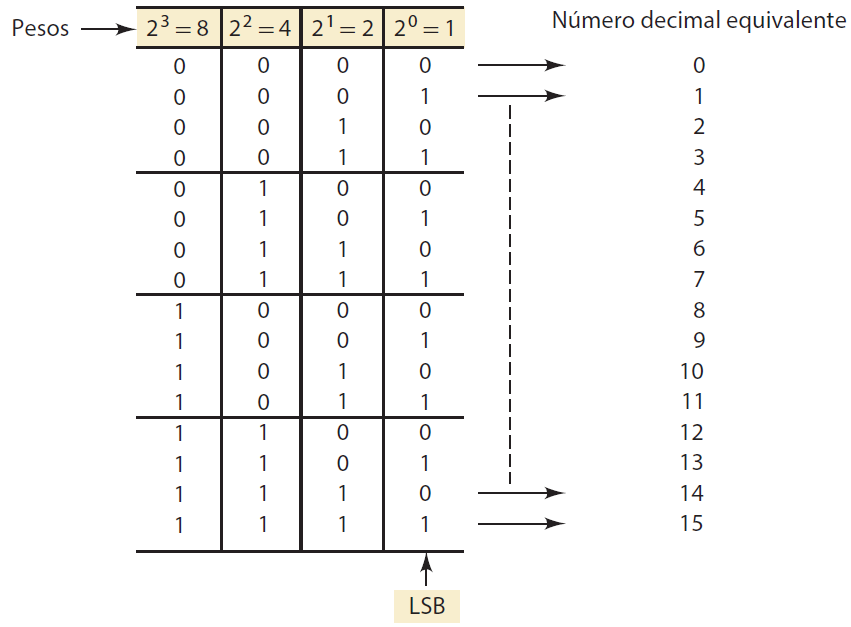 Número decimal equivalente
Pesos 2³ = 8 2² = 4 2¹ = 2 2⁰ = 1
0 0 0 0 0
0 0 0 1 1
0 0 1 0 2
0 0 1 1 3
0 1 0 0 4
0 1 0 1 5
0 1 1 0 6
0 1 1 1 7
1 0 0 0 8
1 0 0 1 9
1 0 1 0 10
1 0 1 1 11
1 1 0 0 12
1 1 0 1 13
1 1 1 0 14
1 1 1 1 15
LSB